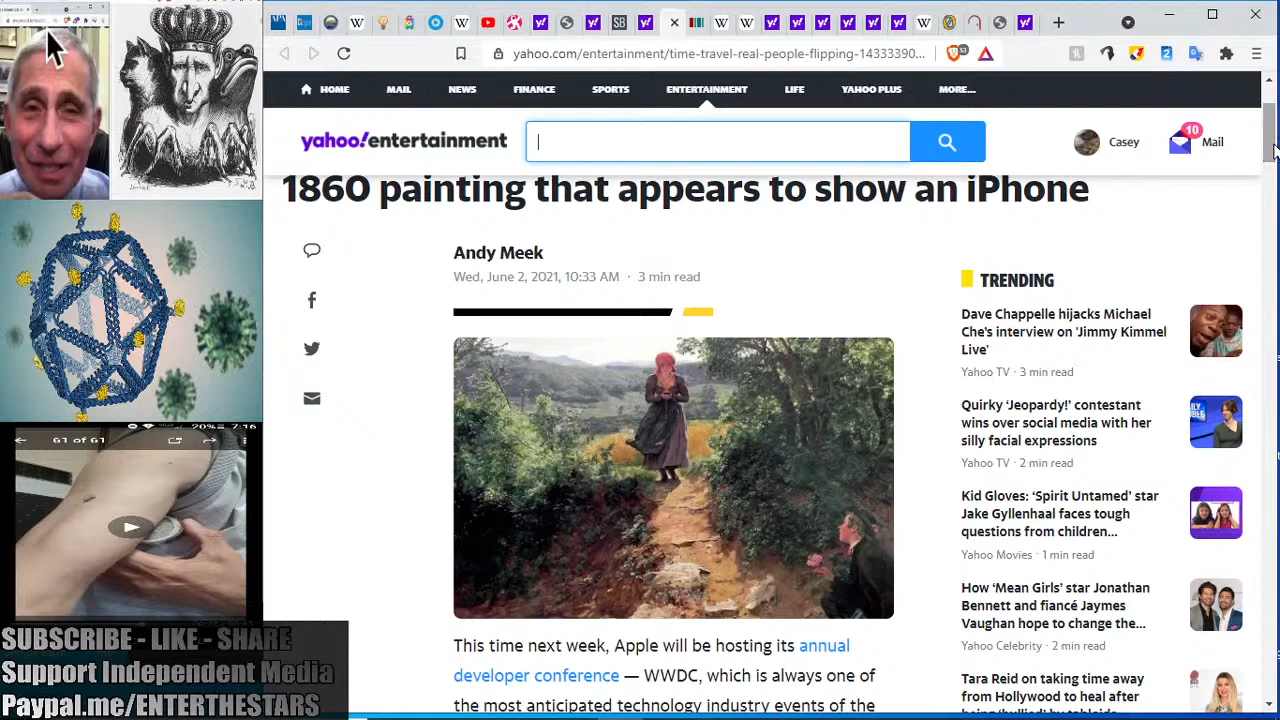 yahoo.com/entertainment/time-travel-real-people-flipping-14333390...
HOME
MAIL
NEWS
FINANCE
SPORTS
ENTERTAINMENT
LIFE
YAHOO PLUS
MORE...
yahoo!entertainment
Casey
10
Mail
1860 painting that appears to show an iPhone
Andy Meek
Wed, June 2, 2021, 10:33 AM · 3 min read
This time next week, Apple will be hosting its annual
developer conference — WWDC, which is always one of
the most anticipated technology industry events of the
TRENDING
Dave Chappelle hijacks Michael
Che's interview on 'Jimmy Kimmel
Live'
Yahoo TV · 3 min read
Quirky ‘Jeopardy!’ contestant
wins over social media with her
silly facial expressions
Yahoo TV · 2 min read
Kid Gloves: ‘Spirit Untamed’ star
Jake Gyllenhaal faces tough
questions from children...
Yahoo Movies · 1 min read
How ‘Mean Girls’ star Jonathan
Bennett and fiancé Jaymes
Vaughan hope to change the...
Yahoo Celebrity · 2 min read
Tara Reid on taking time away
from Hollywood to heal after
20% 7:16
61 of 61
SUBSCRIBE - LIKE - SHARE
Support Independent Media
Paypal.me/ENTERTHESTARS